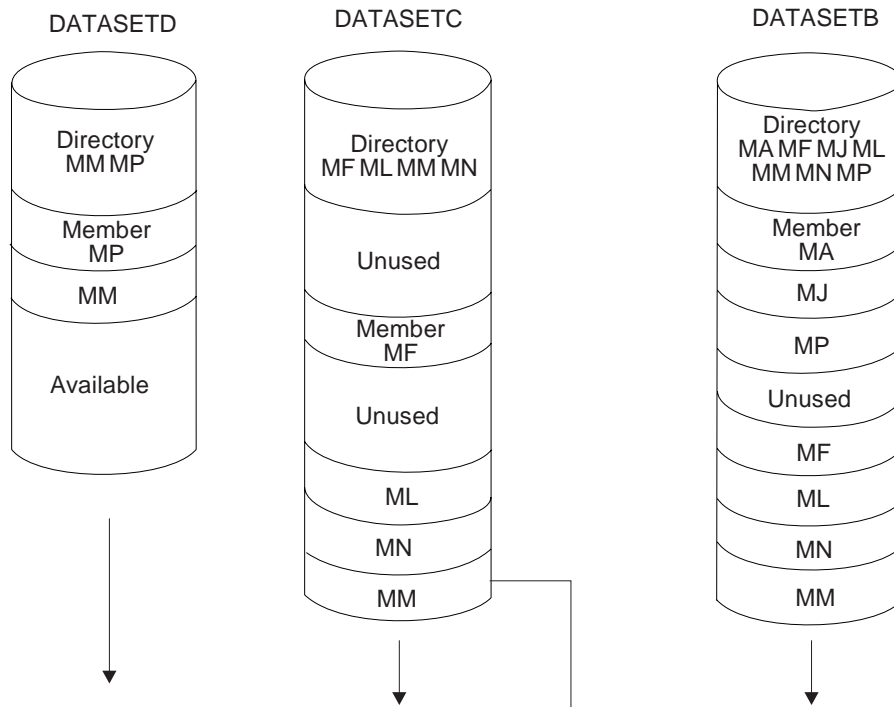 DATASETD
Directory
MM MP
Member
MP
MM
Available
DATASETC
Directory
MF ML MM MN
Unused
Member
MF
Unused
ML
MN
MM
DATASETB
Directory
MA MF MJ ML
MM MN MP
Member
MA
MJ
MP
Unused
MF
ML
MN
MM